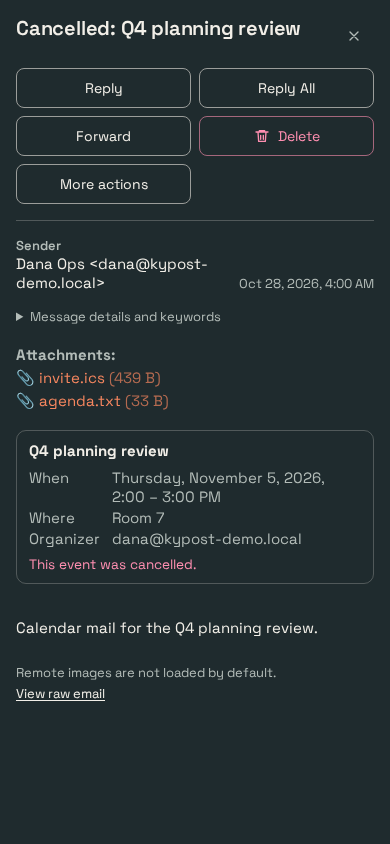 Cancelled: Q4 planning review
Reply
Reply All
Forward
Delete
More actions
Sender
Dana Ops <dana@kypost-
demo.local>
Oct 28, 2026, 4:00 AM
Message details and keywords
Attachments:
invite.ics (439 B)
agenda.txt (33 B)
Q4 planning review
When Thursday, November 5, 2026,
2:00 – 3:00 PM
Where Room 7
Organizer dana@kypost-demo.local
This event was cancelled.
Calendar mail for the Q4 planning review.
Remote images are not loaded by default.
View raw email